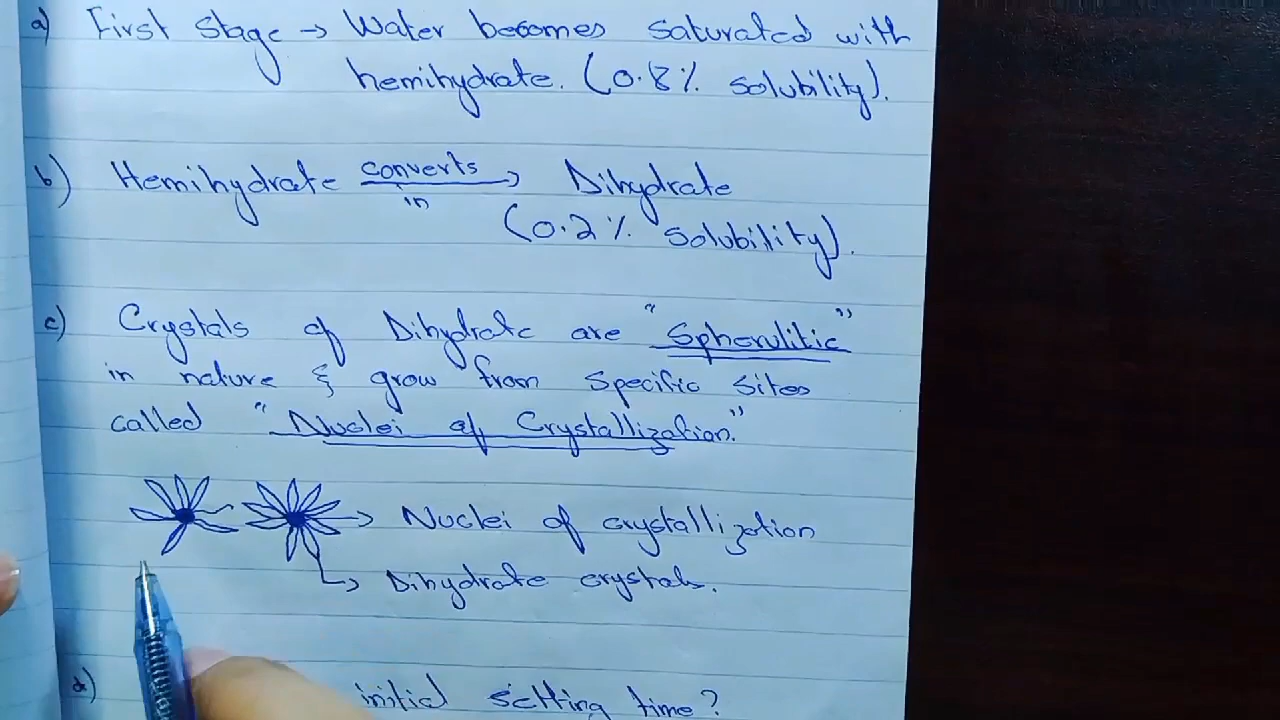 a) First Stage → Water becomes saturated with
hemihydrate. (0.8% solubility).
b) Hemihydrate converts in → Dihydrate
(0.2% solubility).
c) Crystals of Dihydrate are "Spherulitic"
in nature & grow from specific sites
called "Nuclei of Crystallization."
→ Nuclei of crystallization
→ Dihydrate crystals.
d) initial setting time?